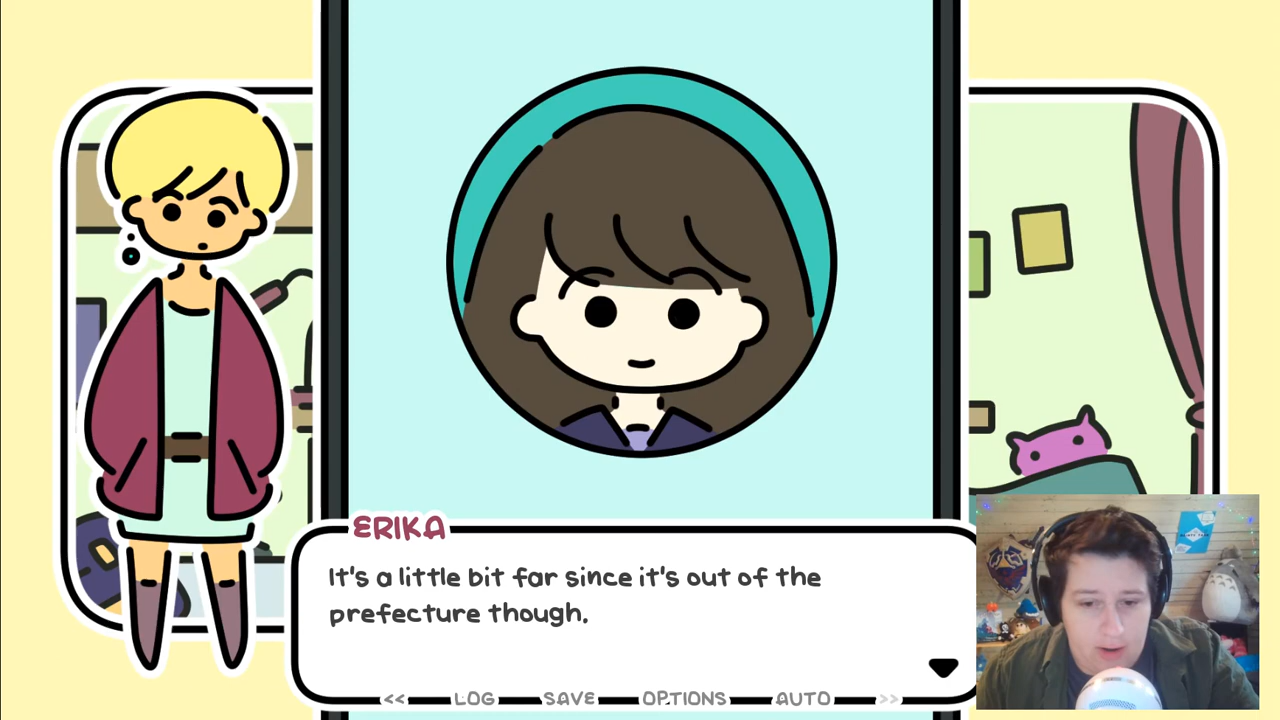 ERIKA
It's a little bit far since it's out of the
prefecture though.
<< LOG SAVE OPTIONS AUTO >>